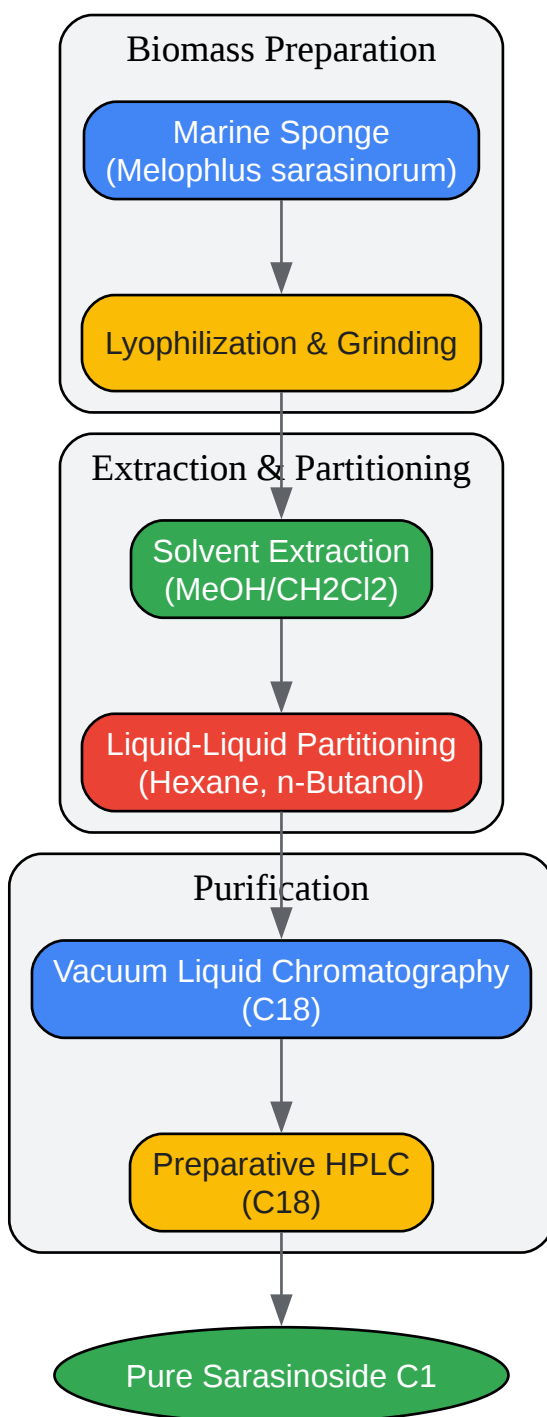 Biomass Preparation
Marine Sponge
(Melophlus sarasinorum)
Lyophilization & Grinding
Extraction & Partitioning
Solvent Extraction
(MeOH/CH2Cl2)
Liquid-Liquid Partitioning
(Hexane, n-Butanol)
Purification
Vacuum Liquid Chromatography
(C18)
Preparative HPLC
(C18)
Pure Sarasinoside C1